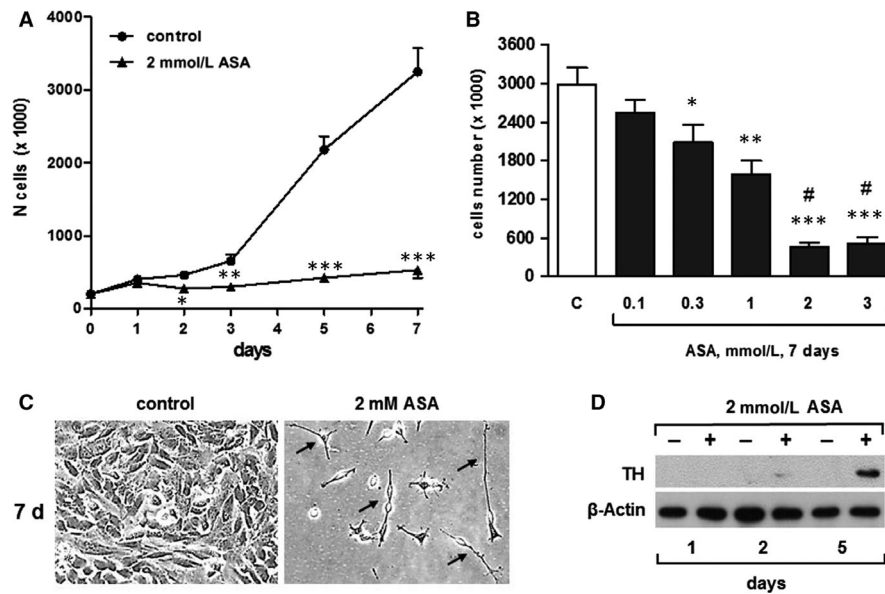 A
control
2 mmol/L ASA
N cells (x 1000)
4000
3000
2000
1000
0
* ** *** ***
0 1 2 3 4 5 6 7
days
B
cells number (x 1000)
3600
3000
2400
1800
1200
600
0
* ** # *** # ***
C 0.1 0.3 1 2 3
ASA, mmol/L, 7 days
C
control 2 mM ASA
7 d
D
2 mmol/L ASA
– + – + – +
TH
β-Actin
1 2 5
days